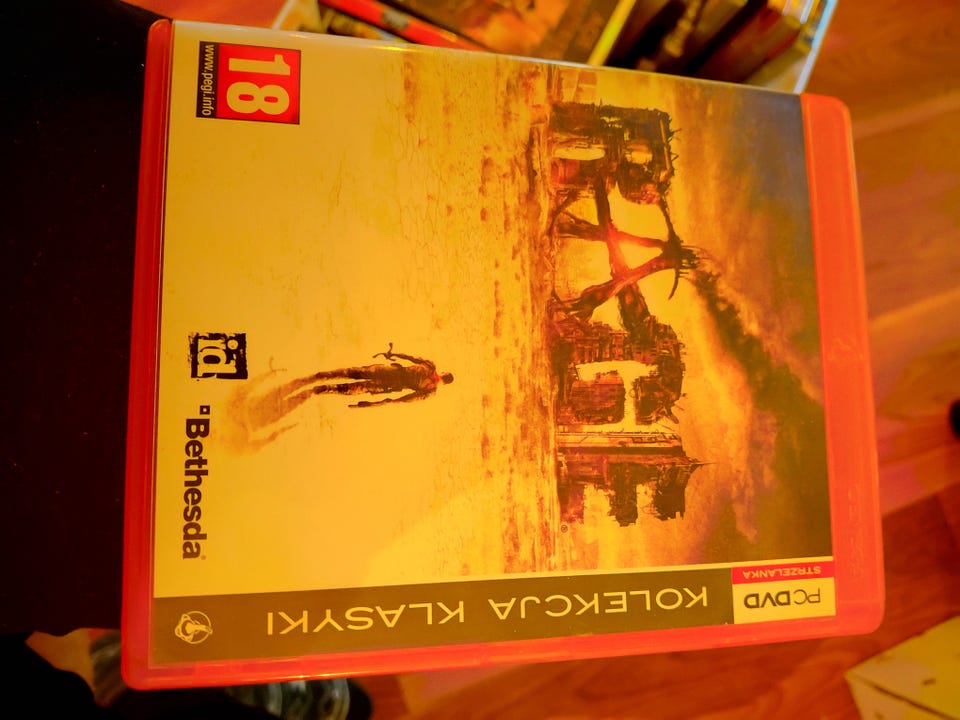 PC DVD
STRZELANKA
KOLEKCJA KLASYKI
RAGE®
18
www.pegi.info
id
Bethesda®